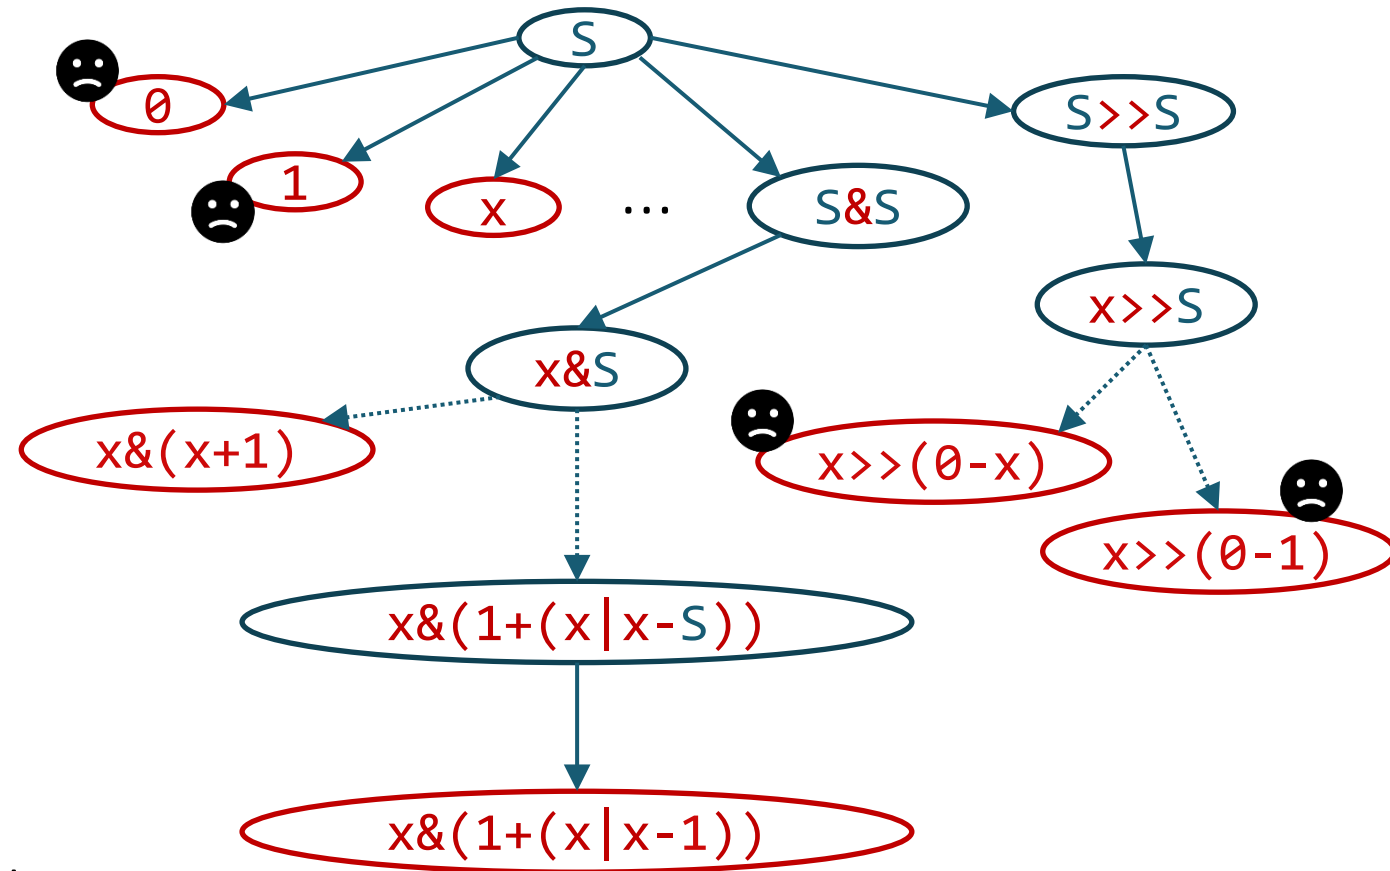 S
0
S>>S
1
x
...
S&S
x>>S
x&S
x&(x+1)
x>>(0-x)
x>>(0-1)
x&(1+(x|x-S))
x&(1+(x|x-1))